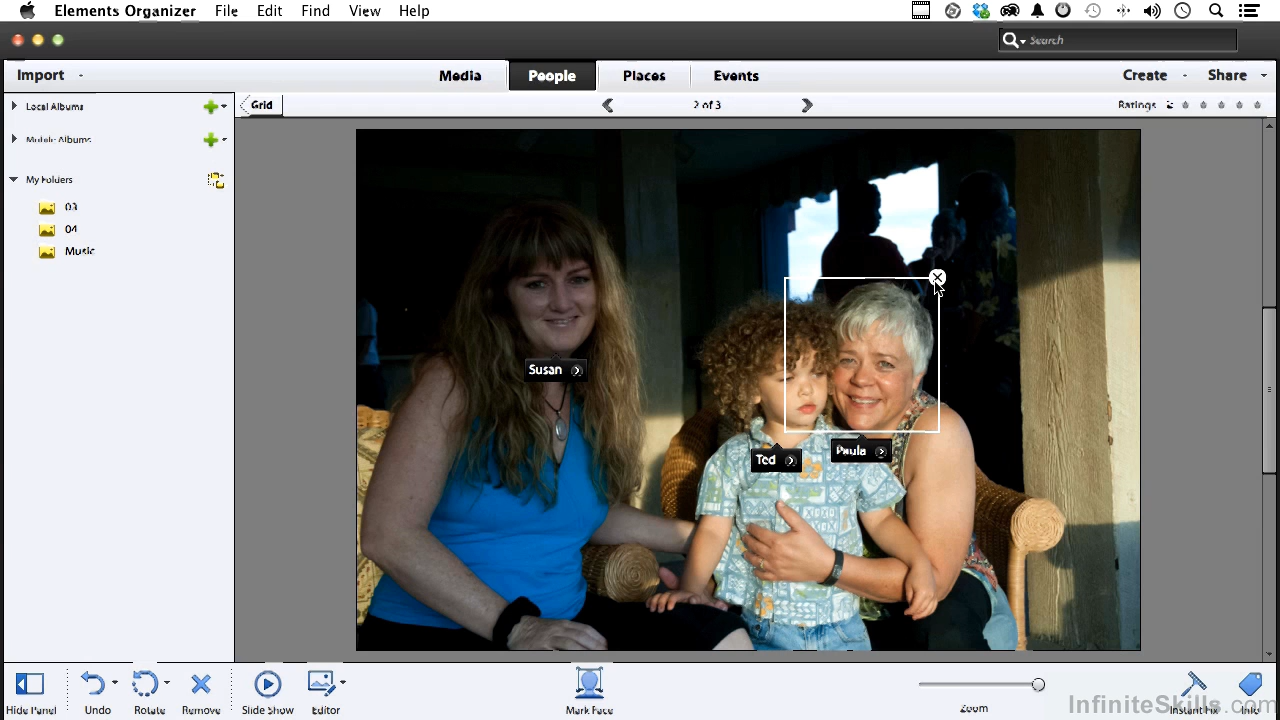 Elements Organizer File Edit Find View Help
Search
Import Media People Places Events Create Share
Local Albums Grid 2 of 3 Ratings
Mobile Albums
My Folders
03
04
Music
Susan
Ted
Paula
Hide Panel Undo Rotate Remove Slide Show Editor Mark Face Zoom Instant Fix Info
InfiniteSkills.com